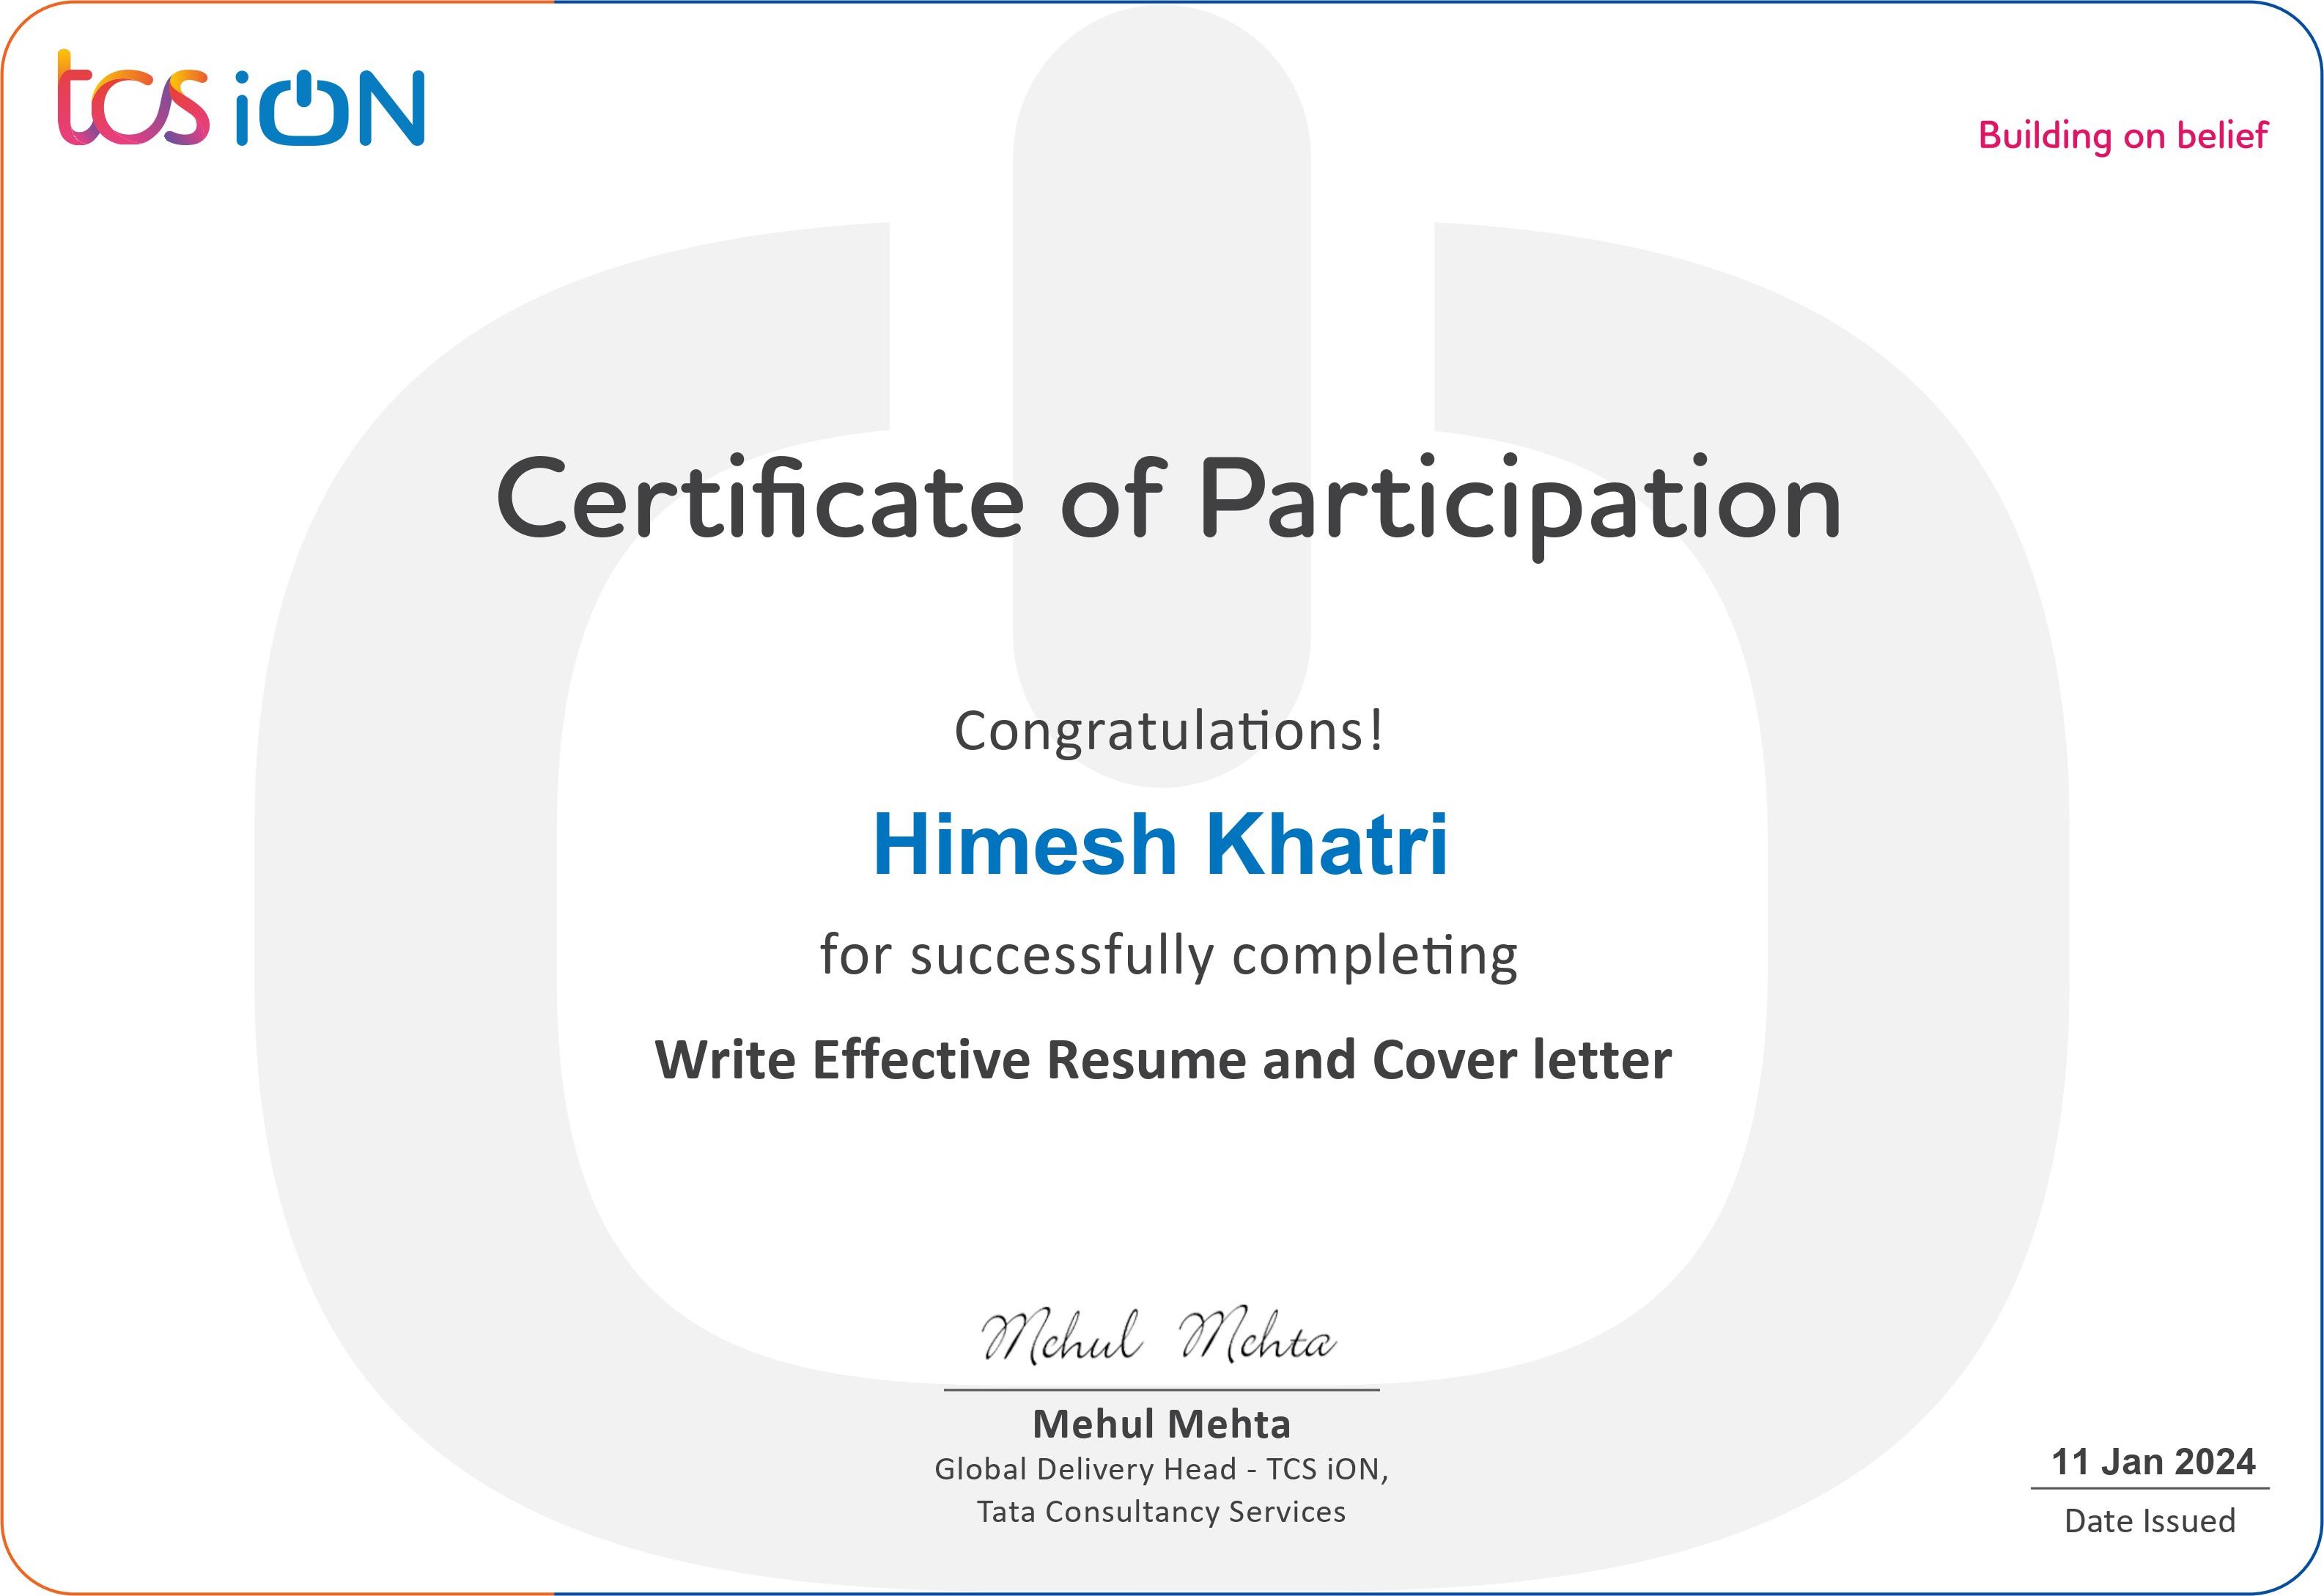 tcs iON
Building on belief
Certificate of Participation
Congratulations!
Himesh Khatri
for successfully completing
Write Effective Resume and Cover letter
Mehul Mehta
Mehul Mehta
Global Delivery Head - TCS iON,
Tata Consultancy Services
11 Jan 2024
Date Issued